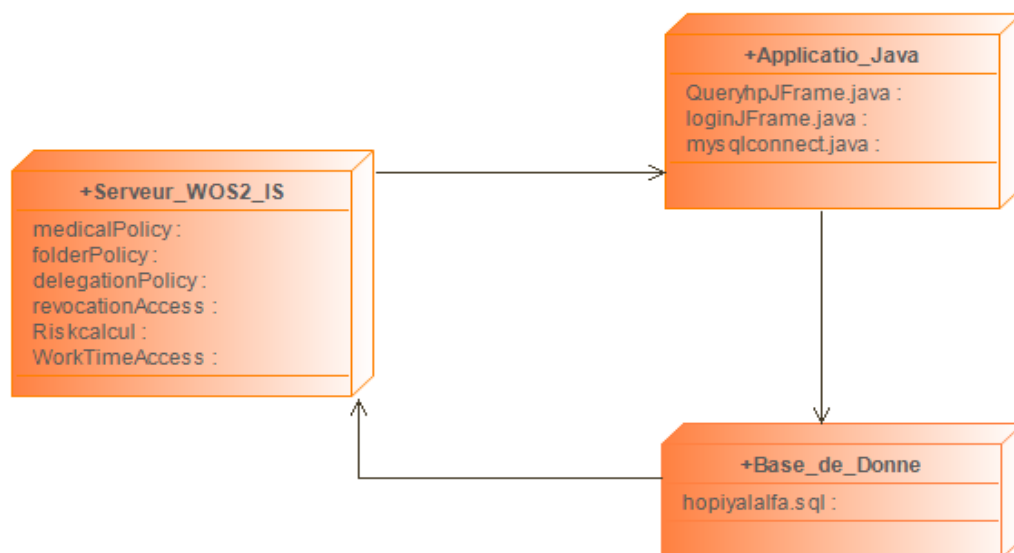 +Applicatio_Java
QueryhpJFrame.java :
loginJFrame.java :
mysqlconnect.java :
+Serveur_WOS2_IS
medicalPolicy :
folderPolicy :
delegationPolicy :
revocationAccess :
Riskcalcul :
WorkTimeAccess :
+Base_de_Donne
hopiyalalfa.sql :